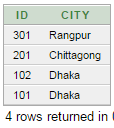 ID CITY
301 Rangpur
201 Chittagong
102 Dhaka
101 Dhaka
4 rows returned in